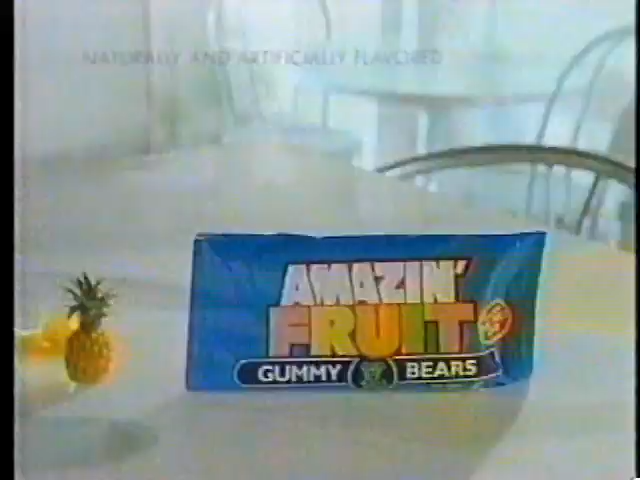 NATURALLY AND ARTIFICIALLY FLAVORED
AMAZIN'
FRUIT
GUMMY BEARS